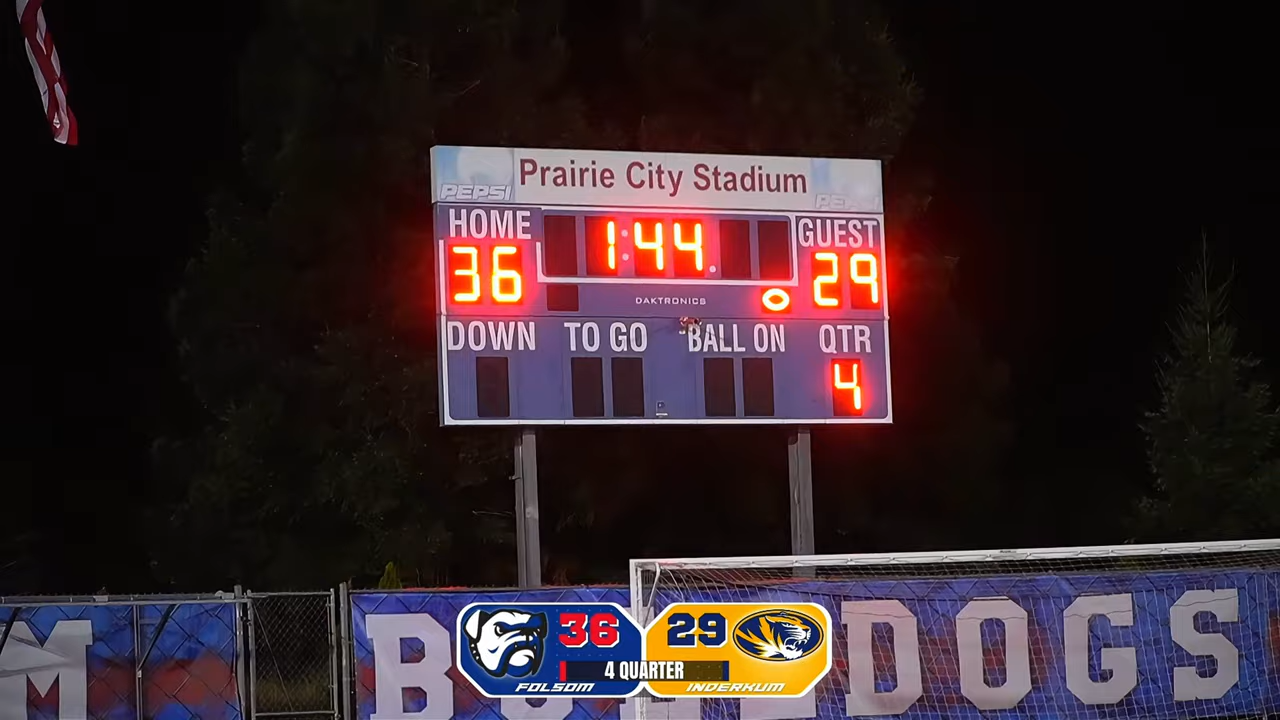 Prairie City Stadium
PEPSI
HOME 1:44 GUEST
36 29
DAKTRONICS
DOWN TO GO BALL ON QTR
4
M
DOGS
36 29
4 QUARTER
FOLSOM INDERKUM